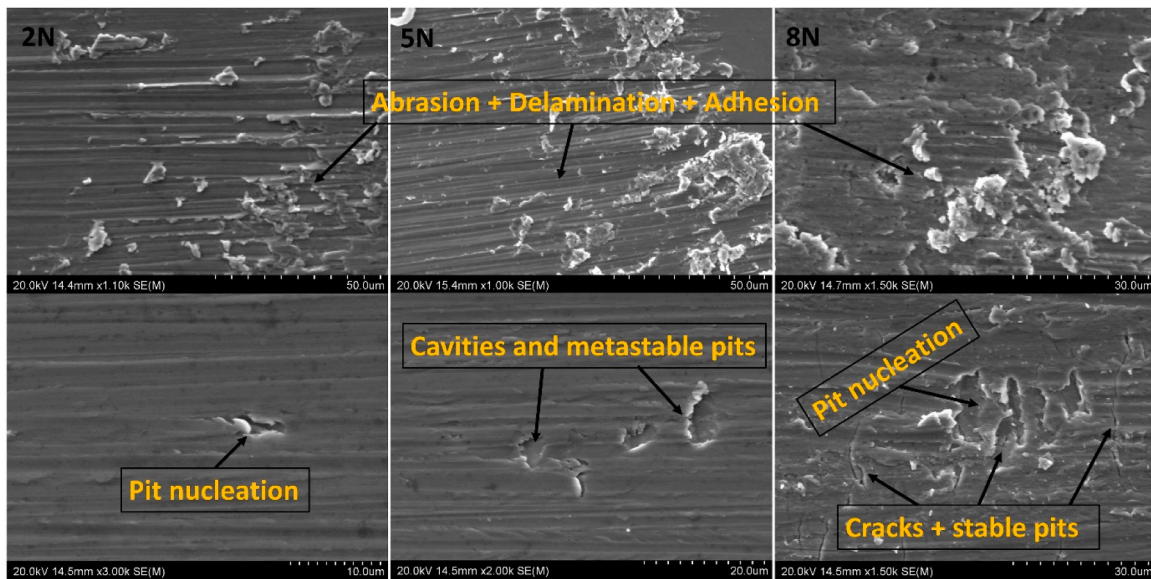 2N
5N
8N
Abrasion + Delamination + Adhesion
20.0kV 14.4mm x1.10k SE(M)
50.0um
20.0kV 15.4mm x1.00k SE(M)
50.0um
20.0kV 14.7mm x1.50k SE(M)
30.0um
Pit nucleation
Cavities and metastable pits
Pit nucleation
Cracks + stable pits
20.0kV 14.5mm x3.00k SE(M)
10.0um
20.0kV 14.5mm x2.00k SE(M)
20.0um
20.0kV 14.5mm x1.50k SE(M)
30.0um